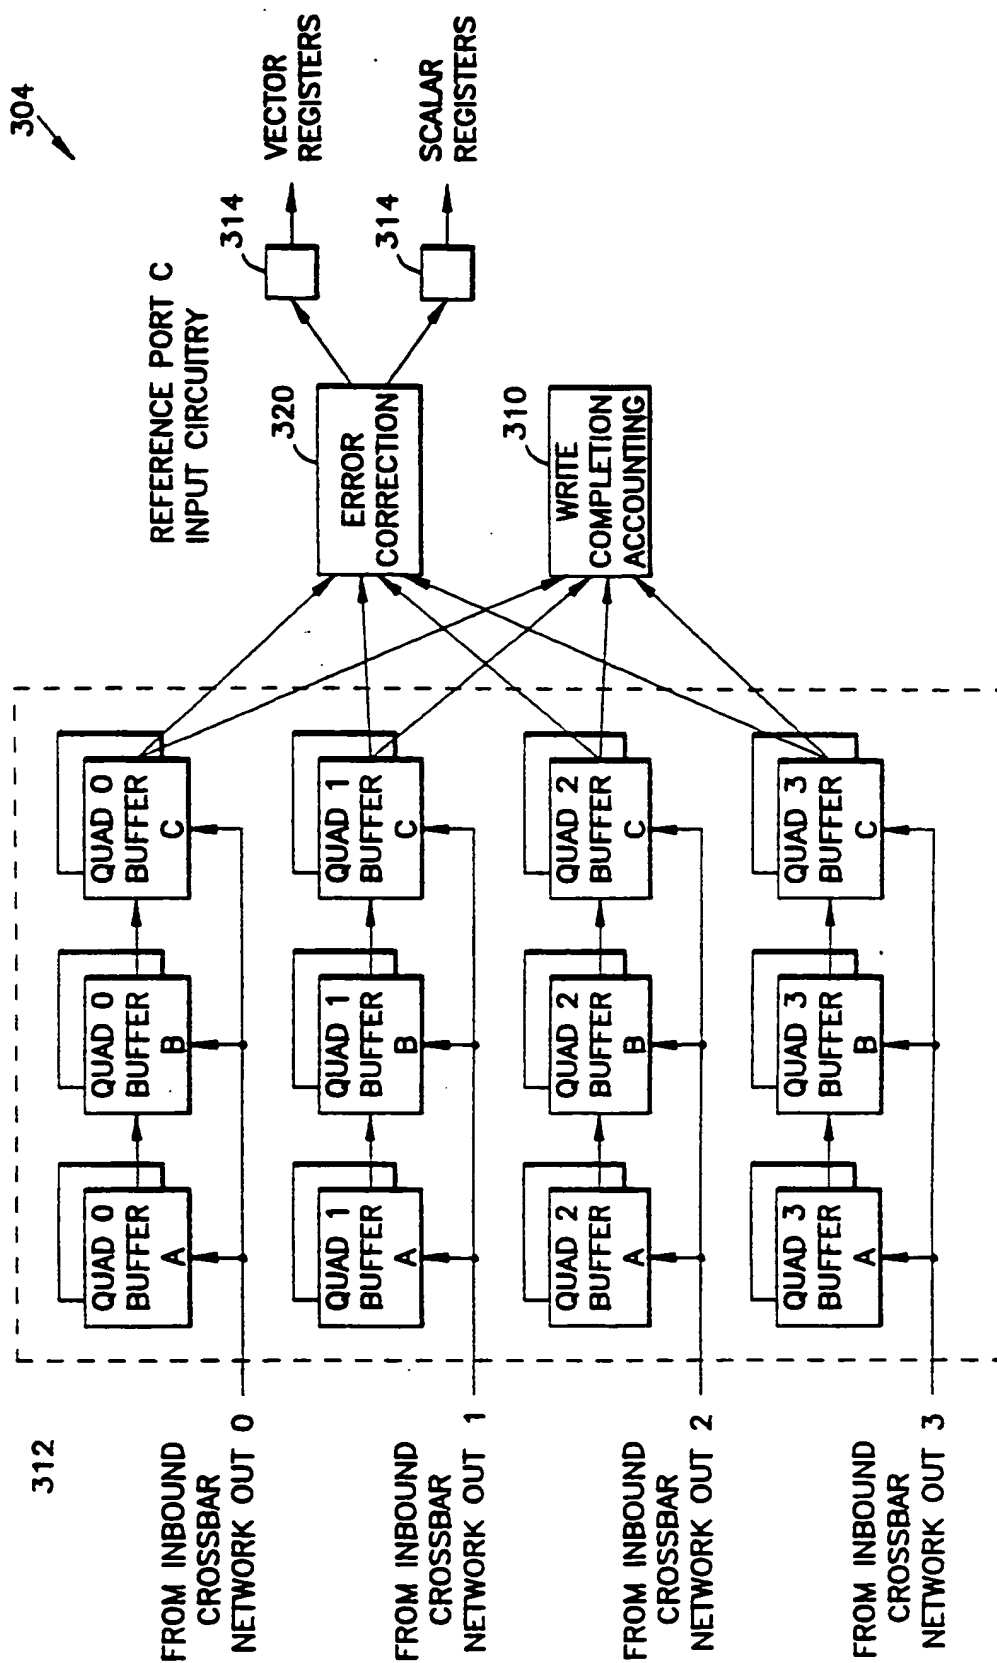 304
REFERENCE PORT C
INPUT CIRCUITRY
312
FROM INBOUND
CROSSBAR
NETWORK OUT 0
QUAD 0
BUFFER
A
QUAD 0
BUFFER
B
QUAD 0
BUFFER
C
FROM INBOUND
CROSSBAR
NETWORK OUT 1
QUAD 1
BUFFER
A
QUAD 1
BUFFER
B
QUAD 1
BUFFER
C
FROM INBOUND
CROSSBAR
NETWORK OUT 2
QUAD 2
BUFFER
A
QUAD 2
BUFFER
B
QUAD 2
BUFFER
C
FROM INBOUND
CROSSBAR
NETWORK OUT 3
QUAD 3
BUFFER
A
QUAD 3
BUFFER
B
QUAD 3
BUFFER
C
320
ERROR
CORRECTION
310
WRITE
COMPLETION
ACCOUNTING
314
VECTOR
REGISTERS
314
SCALAR
REGISTERS